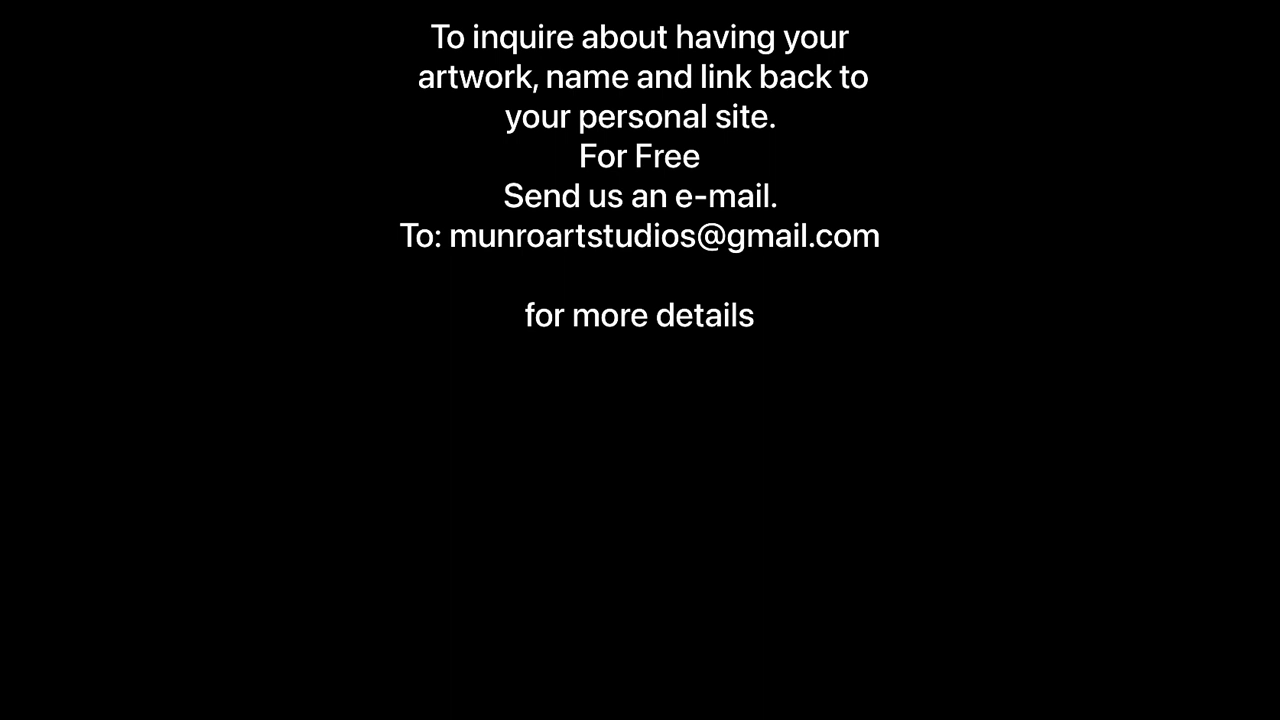 To inquire about having your
artwork, name and link back to
your personal site.
For Free
Send us an e-mail.
To: munroartstudios@gmail.com
for more details